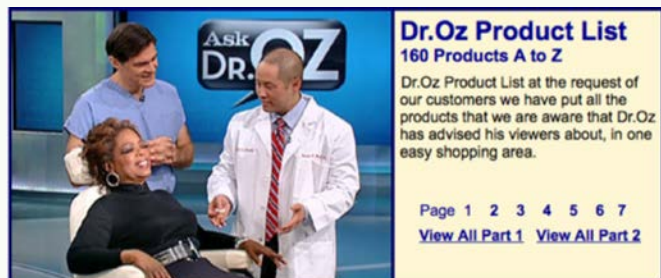 Ask
DR.OZ
Dr.Oz Product List
160 Products A to Z
Dr.Oz Product List at the request of
our customers we have put all the
products that we are aware that Dr.Oz
has advised his viewers about, in one
easy shopping area.
Page 1 2 3 4 5 6 7
View All Part 1 View All Part 2